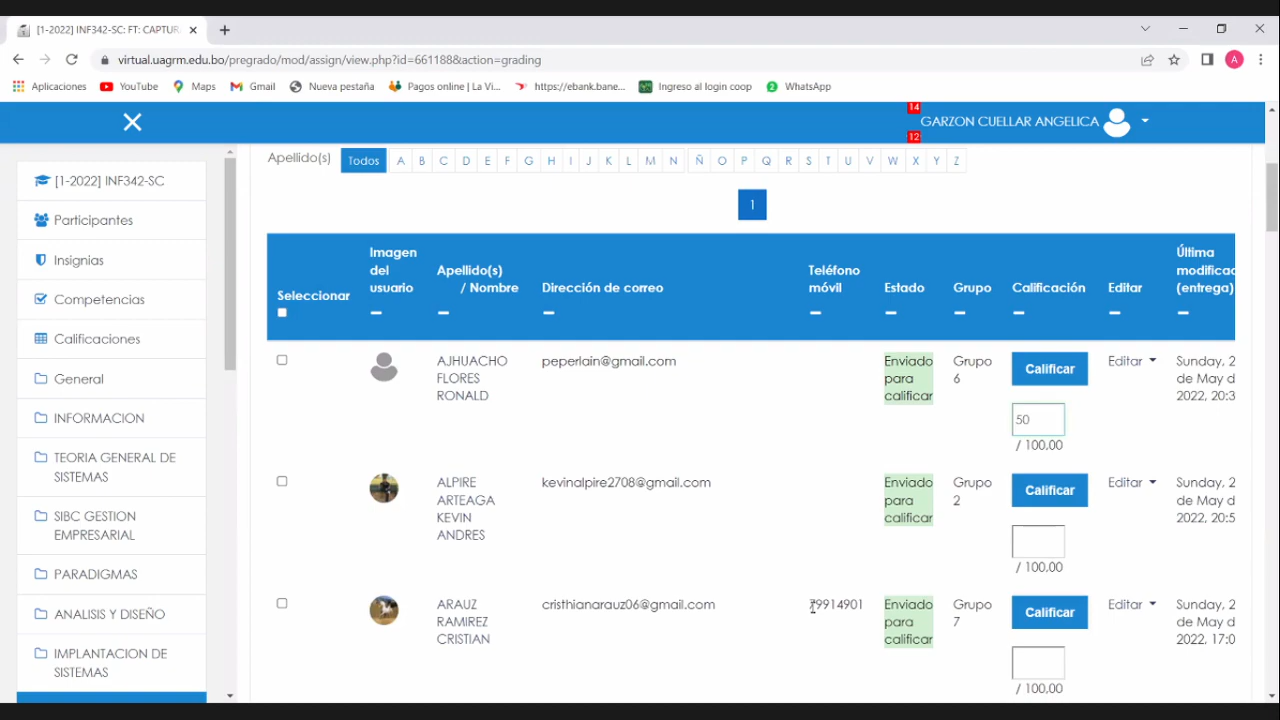 [1-2022] INF342-SC: FT: CAPTUR
virtual.uagrm.edu.bo/pregrado/mod/assign/view.php?id=661188&action=grading
A
Aplicaciones YouTube Maps Gmail Nueva pestaña Pagos online | La Vi... https://ebank.bane... Ingreso al login coop 2 WhatsApp
14
GARZON CUELLAR ANGELICA
12
[1-2022] INF342-SC
Participantes
Insignias
Competencias
Calificaciones
General
INFORMACION
TEORIA GENERAL DE
SISTEMAS
SIBC GESTION
EMPRESARIAL
PARADIGMAS
ANALISIS Y DISEÑO
IMPLANTACION DE
SISTEMAS
Apellido(s) Todos A B C D E F G H I J K L M N Ñ O P Q R S T U V W X Y Z
1
Seleccionar
Imagen
del
usuario
Apellido(s)
/ Nombre
Dirección de correo
Teléfono
móvil
Estado
Grupo
Calificación
Editar
Última
modificac
(entrega)
AJHUACHO
FLORES
RONALD
peperlain@gmail.com
Enviado
para
calificar
Grupo
6
Calificar
50
/ 100,00
Editar
Sunday, 2
de May d
2022, 20:3
ALPIRE
ARTEAGA
KEVIN
ANDRES
kevinalpire2708@gmail.com
Enviado
para
calificar
Grupo
2
Calificar
/ 100,00
Editar
Sunday, 2
de May d
2022, 20:5
ARAUZ
RAMIREZ
CRISTIAN
cristhianarauz06@gmail.com
79914901
Enviado
para
calificar
Grupo
7
Calificar
/ 100,00
Editar
Sunday, 2
de May d
2022, 17:0